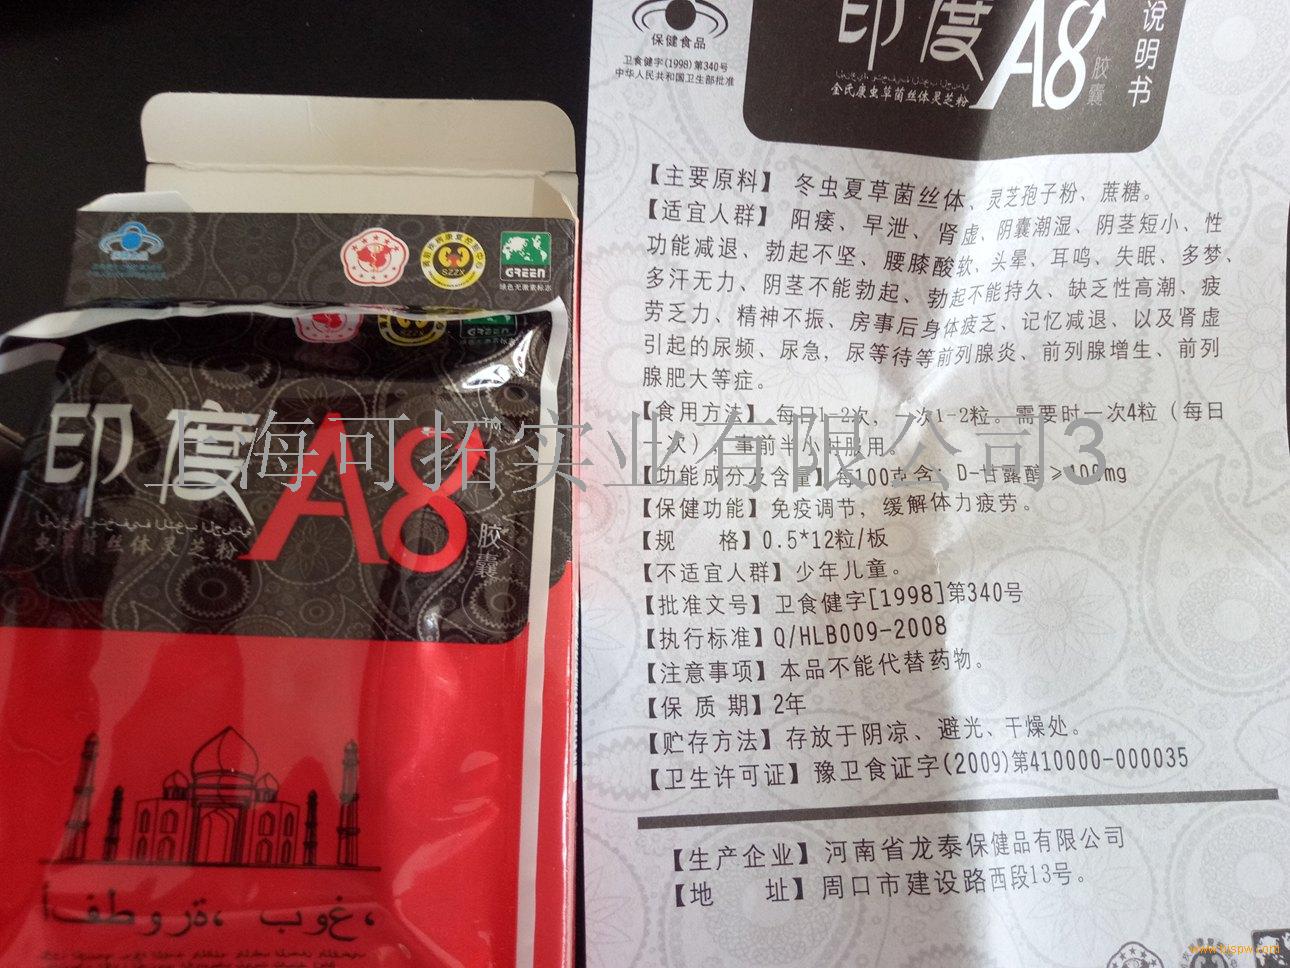 SZZX
GREEN
绿色无激素标志
GREEN
印度A8
胶囊
虫草菌丝体灵芝粉
保健食品
卫食健字(1998)第340号
中华人民共和国卫生部批准
印度A8
胶囊
说明书
金氏康虫草菌丝体灵芝粉
【主要原料】 冬虫夏草菌丝体、灵芝孢子粉、蔗糖。
【适宜人群】 阳痿、早泄、肾虚、阴囊潮湿、阴茎短小、性
功能减退、勃起不坚、腰膝酸软、头晕、耳鸣、失眠、多梦、
多汗无力、阴茎不能勃起、勃起不能持久、缺乏性高潮、疲
劳乏力、精神不振、房事后身体疲乏、记忆减退、以及肾虚
引起的尿频、尿急，尿等待等前列腺炎、前列腺增生、前列
腺肥大等症。
【食用方法】 每日1-2次，一次1-2粒。需要时一次4粒（每日
一次）事前半小时服用。
【功能成分及含量】每100克含：D-甘露醇≥100mg
【保健功能】免疫调节，缓解体力疲劳。
【规 格】0.5*12粒/板
【不适宜人群】少年儿童。
【批准文号】卫食健字[1998]第340号
【执行标准】Q/HLB009-2008
【注意事项】本品不能代替药物。
【保 质 期】2年
【贮存方法】存放于阴凉、避光、干燥处。
【卫生许可证】豫卫食证字(2009)第410000-000035
【生产企业】河南省龙泰保健品有限公司
【地 址】周口市建设路西段13号。
上海可拓实业有限公司3